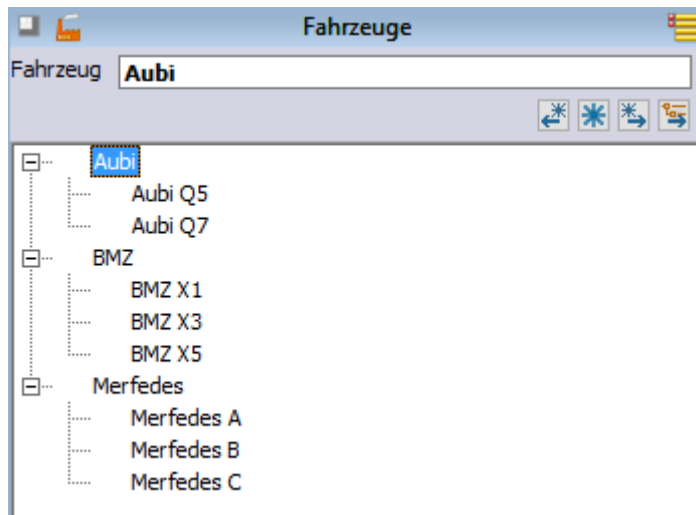 Fahrzeuge
Fahrzeug Aubi
Aubi
Aubi Q5
Aubi Q7
BMZ
BMZ X1
BMZ X3
BMZ X5
Merfedes
Merfedes A
Merfedes B
Merfedes C